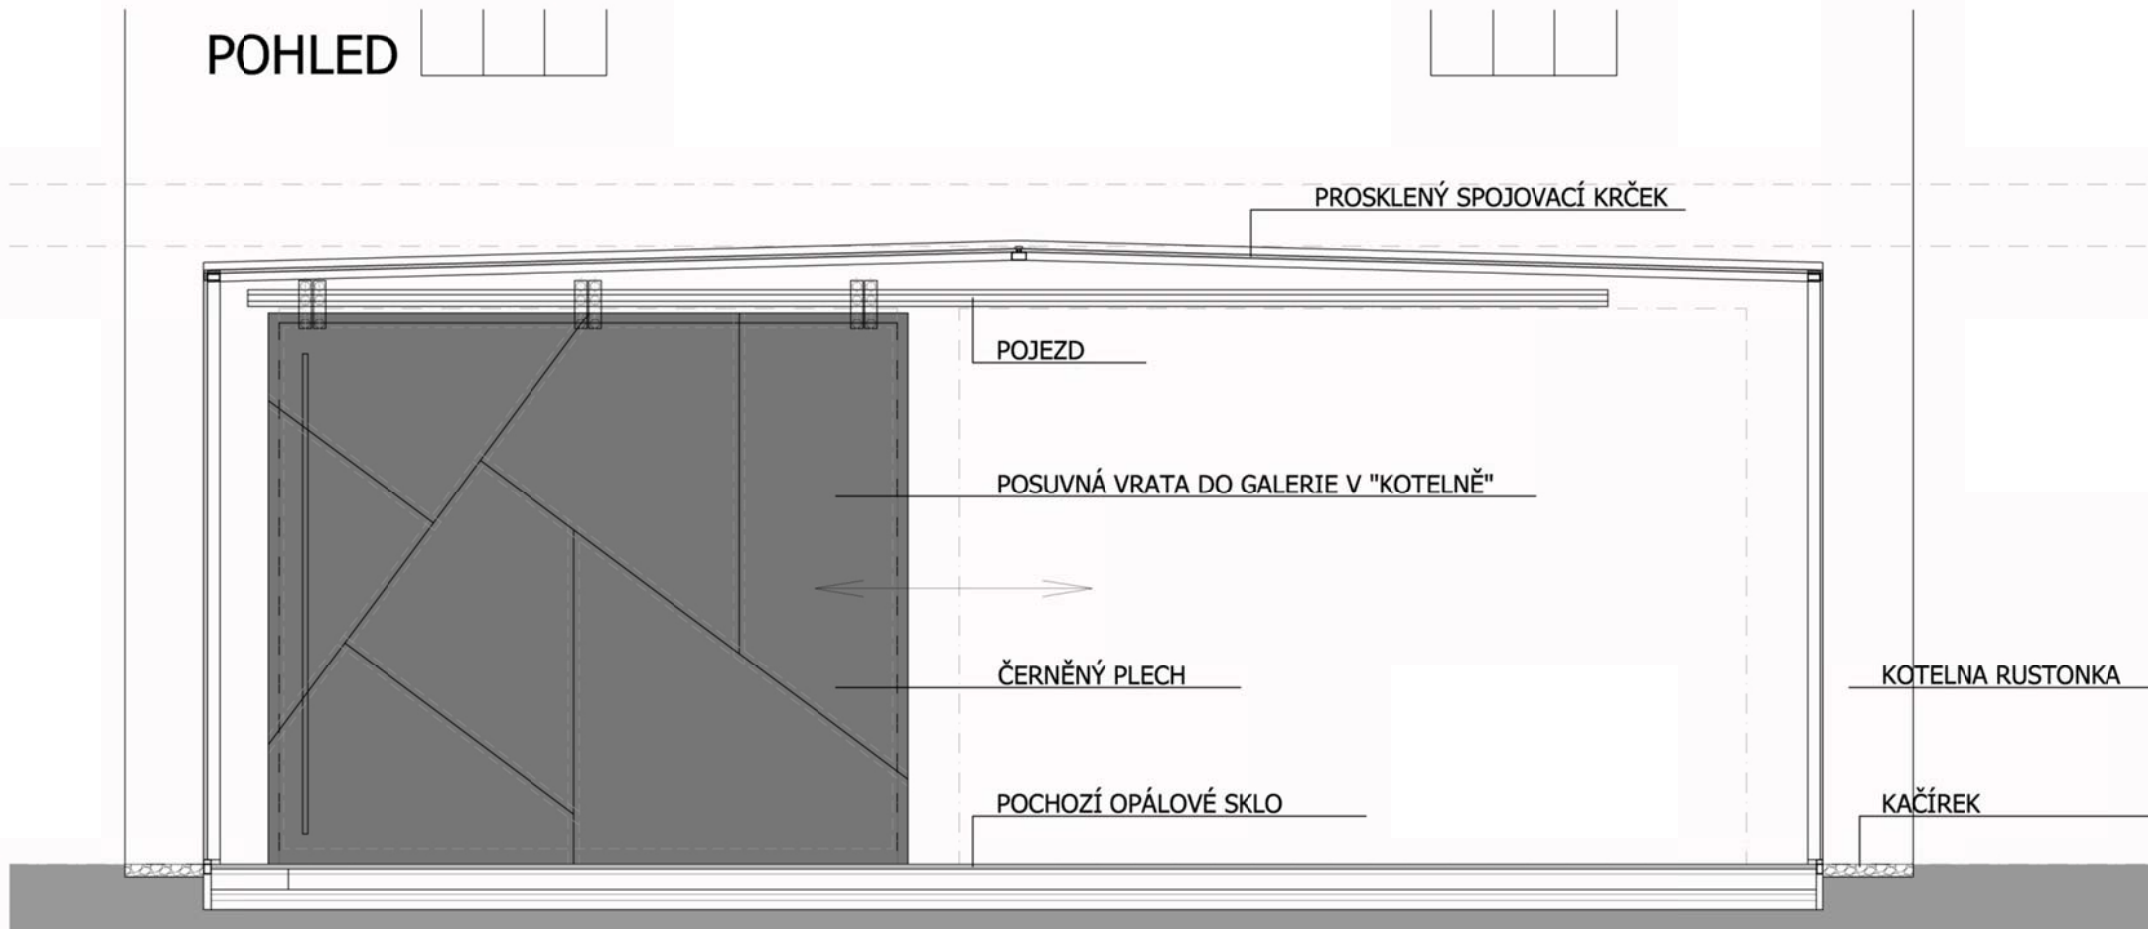 POHLED
PROSKLENÝ SPOJOVACÍ KRČEK
POJEZD
POSUVNÁ VRATA DO GALERIE V "KOTELNĚ"
ČERNĚNÝ PLECH
KOTELNA RUSTONKA
POCHOZÍ OPÁLOVÉ SKLO
KAČÍREK